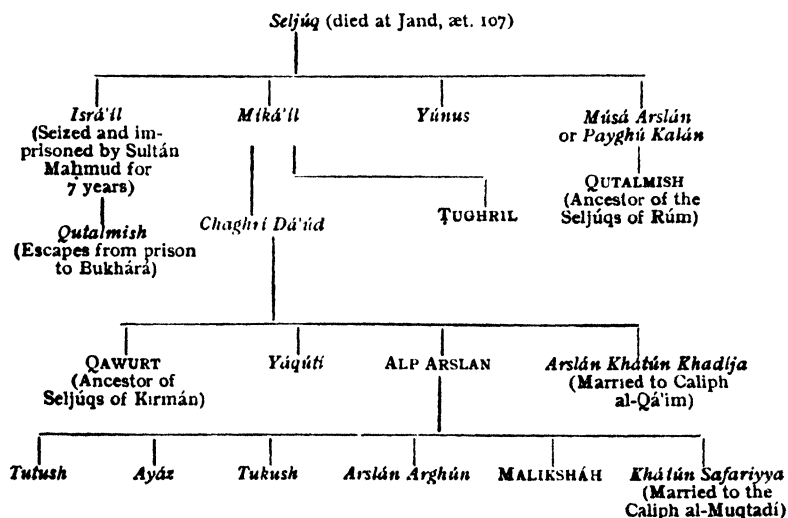 Seljúq (died at Jand, æt. 107)
Isrá'íl
(Seized and im-
prisoned by Sultán
Maḥmud for
7 years)
Míká'íl
Yúnus
Músá Arslán
or Payghú Kalán
Qutalmish
(Escapes from prison
to Bukhárá)
Chaghrí Dá'úd
ṬUGHRIL
QUTALMISH
(Ancestor of the
Seljúqs of Rúm)
QAWURT
(Ancestor of
Seljúqs of Kirmán)
Yáqútí
ALP ARSLAN
Arslán Khátún Khadíja
(Married to Caliph
al-Qá'im)
Tutush
Ayáz
Tukush
Arslán Arghún
MALIKSHÁH
Khátún Safariyya
(Married to the
Caliph al-Muqtadí)